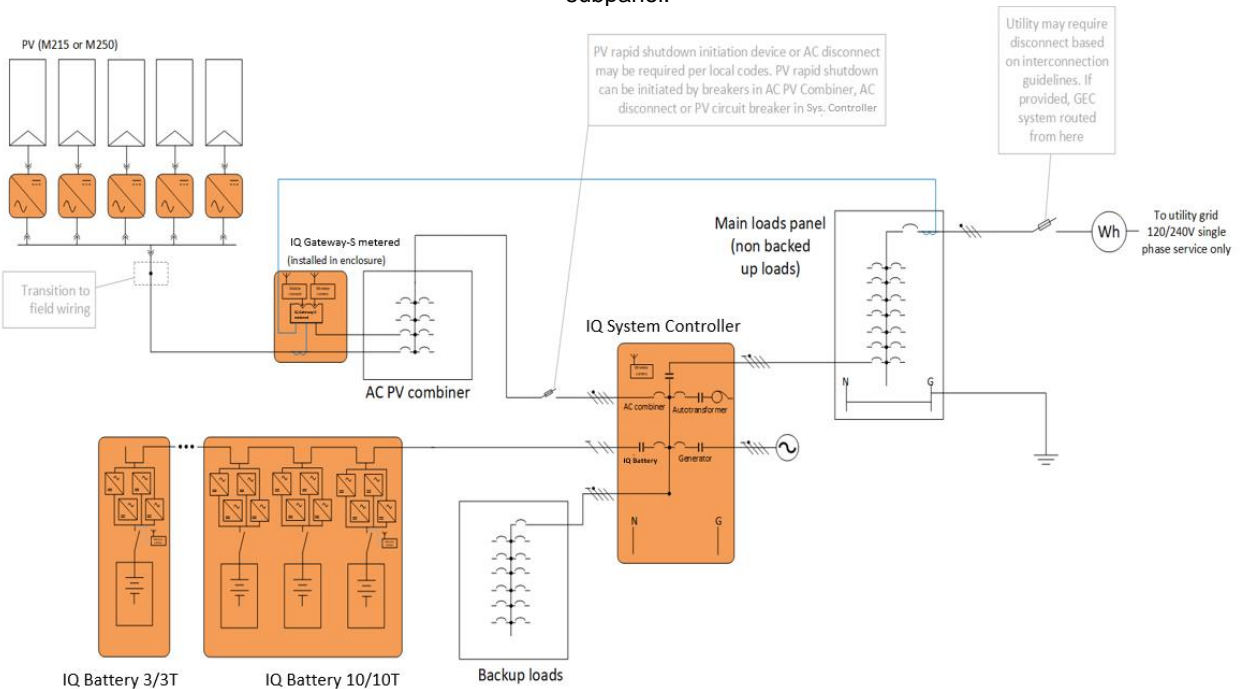 subpanel.
PV (M215 or M250)
PV rapid shutdown initiation device or AC disconnect
may be required per local codes. PV rapid shutdown
can be initiated by breakers in AC PV Combiner, AC
disconnect or PV circuit breaker in Sys. Controller
Utility may require
disconnect based
on interconnection
guidelines. If
provided, GEC
system routed
from here
Main loads panel
(non backed
up loads)
Wh
To utility grid
120/240V single
phase service only
IQ Gateway-S metered
(installed in enclosure)
Transition to
field wiring
IQ Gateway-S
metered
AC PV combiner
IQ System Controller
AC combiner
Autotransformer
IQ Battery
Generator
N
G
N
G
IQ Battery 3/3T
IQ Battery 10/10T
Backup loads